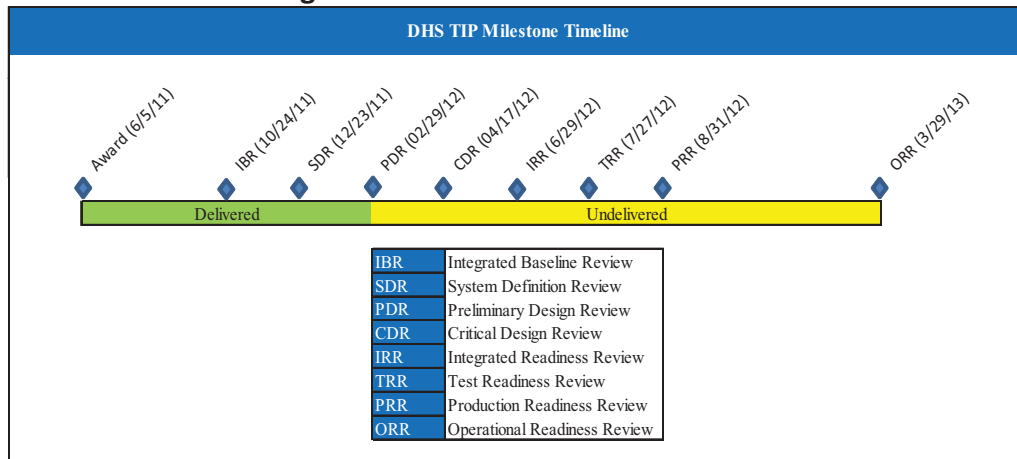 DHS TIP Milestone Timeline
Award (6/5/11)
IBR (10/24/11)
SDR (12/23/11)
PDR (02/29/12)
CDR (04/17/12)
IRR (6/29/12)
TRR (7/27/12)
PRR (8/31/12)
ORR (3/29/13)
Delivered
Undelivered
IBR Integrated Baseline Review
SDR System Definition Review
PDR Preliminary Design Review
CDR Critical Design Review
IRR Integrated Readiness Review
TRR Test Readiness Review
PRR Production Readiness Review
ORR Operational Readiness Review